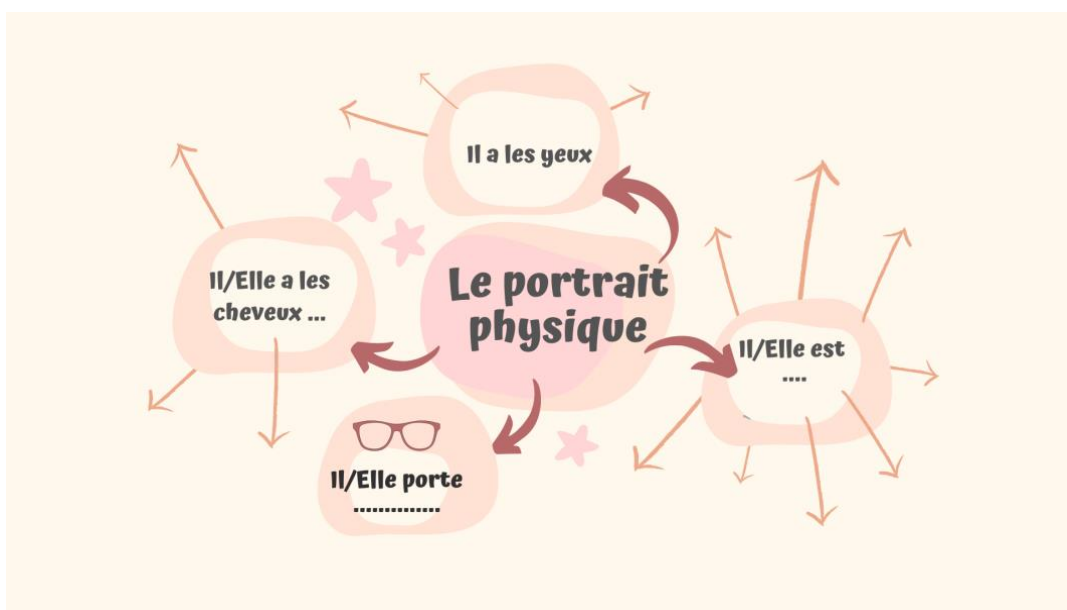 Il a les yeux
Il/Elle a les
cheveux ...
Le portrait
physique
Il/Elle est
....
Il/Elle porte
..............